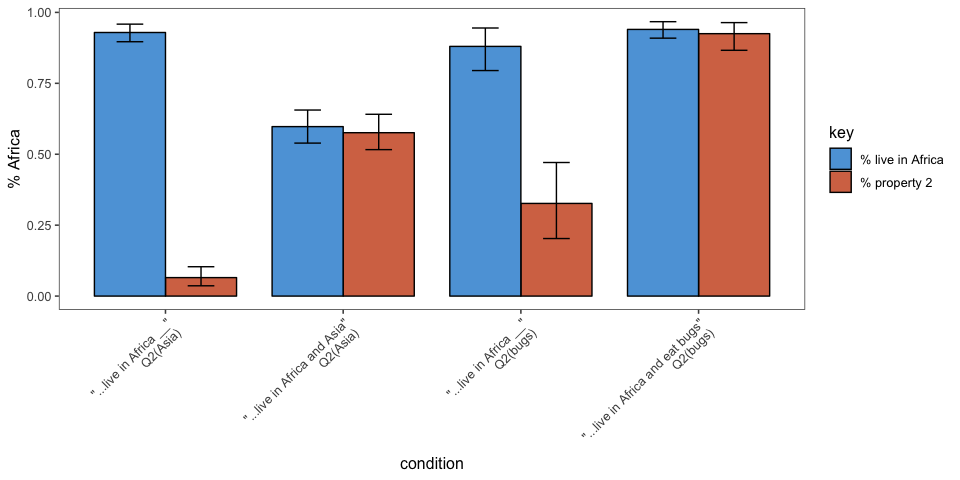 1.00
0.75
0.50
0.25
0.00
% Africa
"...live in Africa __"
Q2(Asia)
"...live in Africa and Asia"
Q2(Asia)
"...live in Africa __"
Q2(bugs)
"...live in Africa and eat bugs"
Q2(bugs)
condition
key
% live in Africa
% property 2